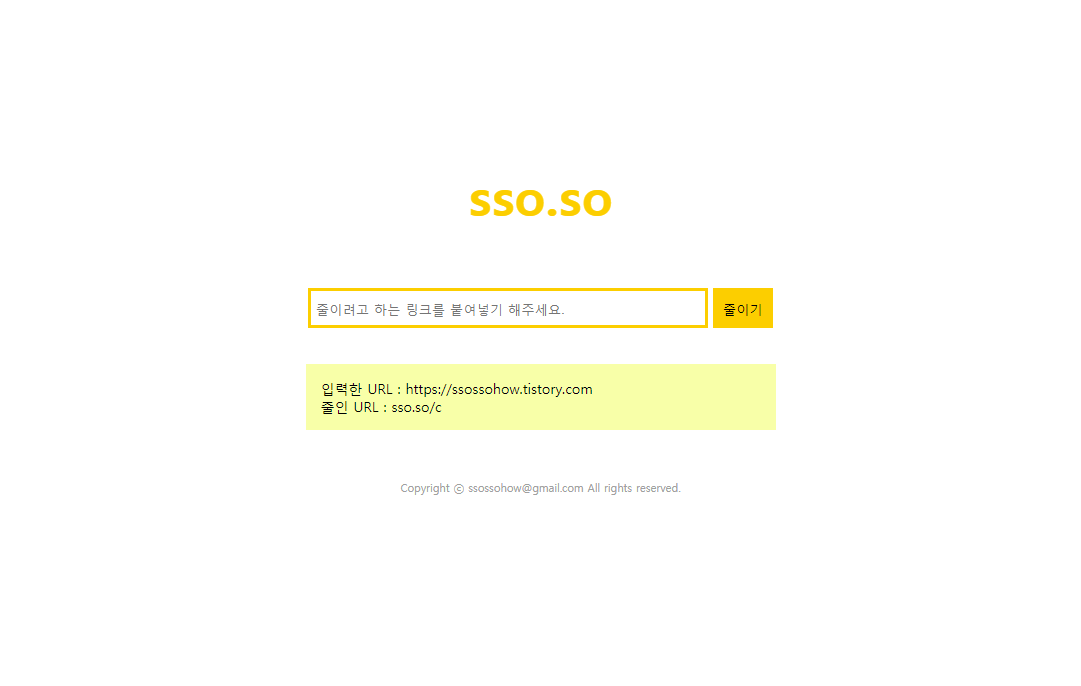 sso.so
줄이려고 하는 링크를 붙여넣기 해주세요.
줄이기
입력한 URL : https://ssossohow.tistory.com
줄인 URL : sso.so/c
Copyright ⓒ ssossohow@gmail.com All rights reserved.